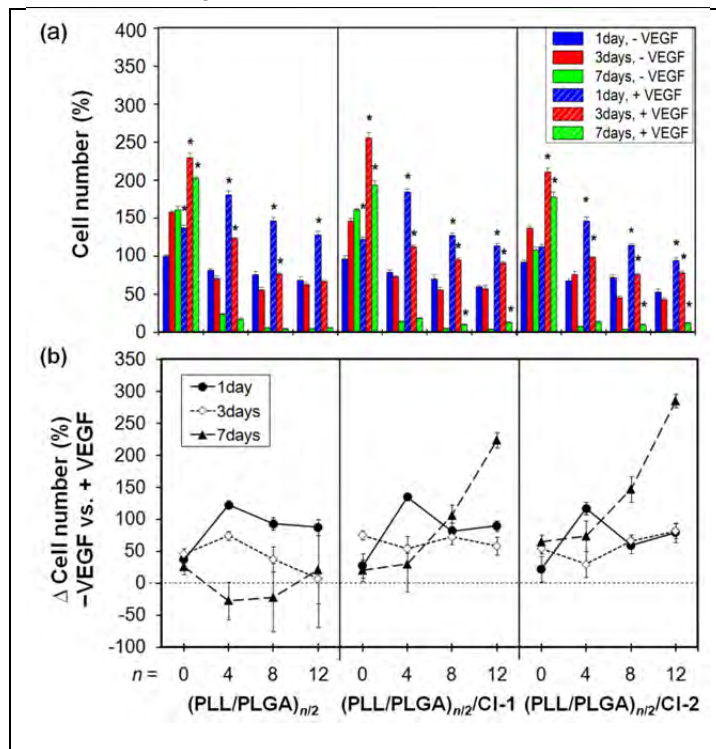 (a)
400
350
300
250
200
150
100
50
0
Cell number (%)
1day, - VEGF
3days, - VEGF
7days, - VEGF
1day, + VEGF
3days, + VEGF
7days, + VEGF
* * * * * * * *
* * * * * * * * * * *
* * * * * * * * * * *
(b)
350
300
250
200
150
100
50
0
-50
-100
Δ Cell number (%)
–VEGF vs. + VEGF
1day
3days
7days
n = 0 4 8 12 0 4 8 12 0 4 8 12
(PLL/PLGA)n/2 (PLL/PLGA)n/2/Cl-1 (PLL/PLGA)n/2/Cl-2